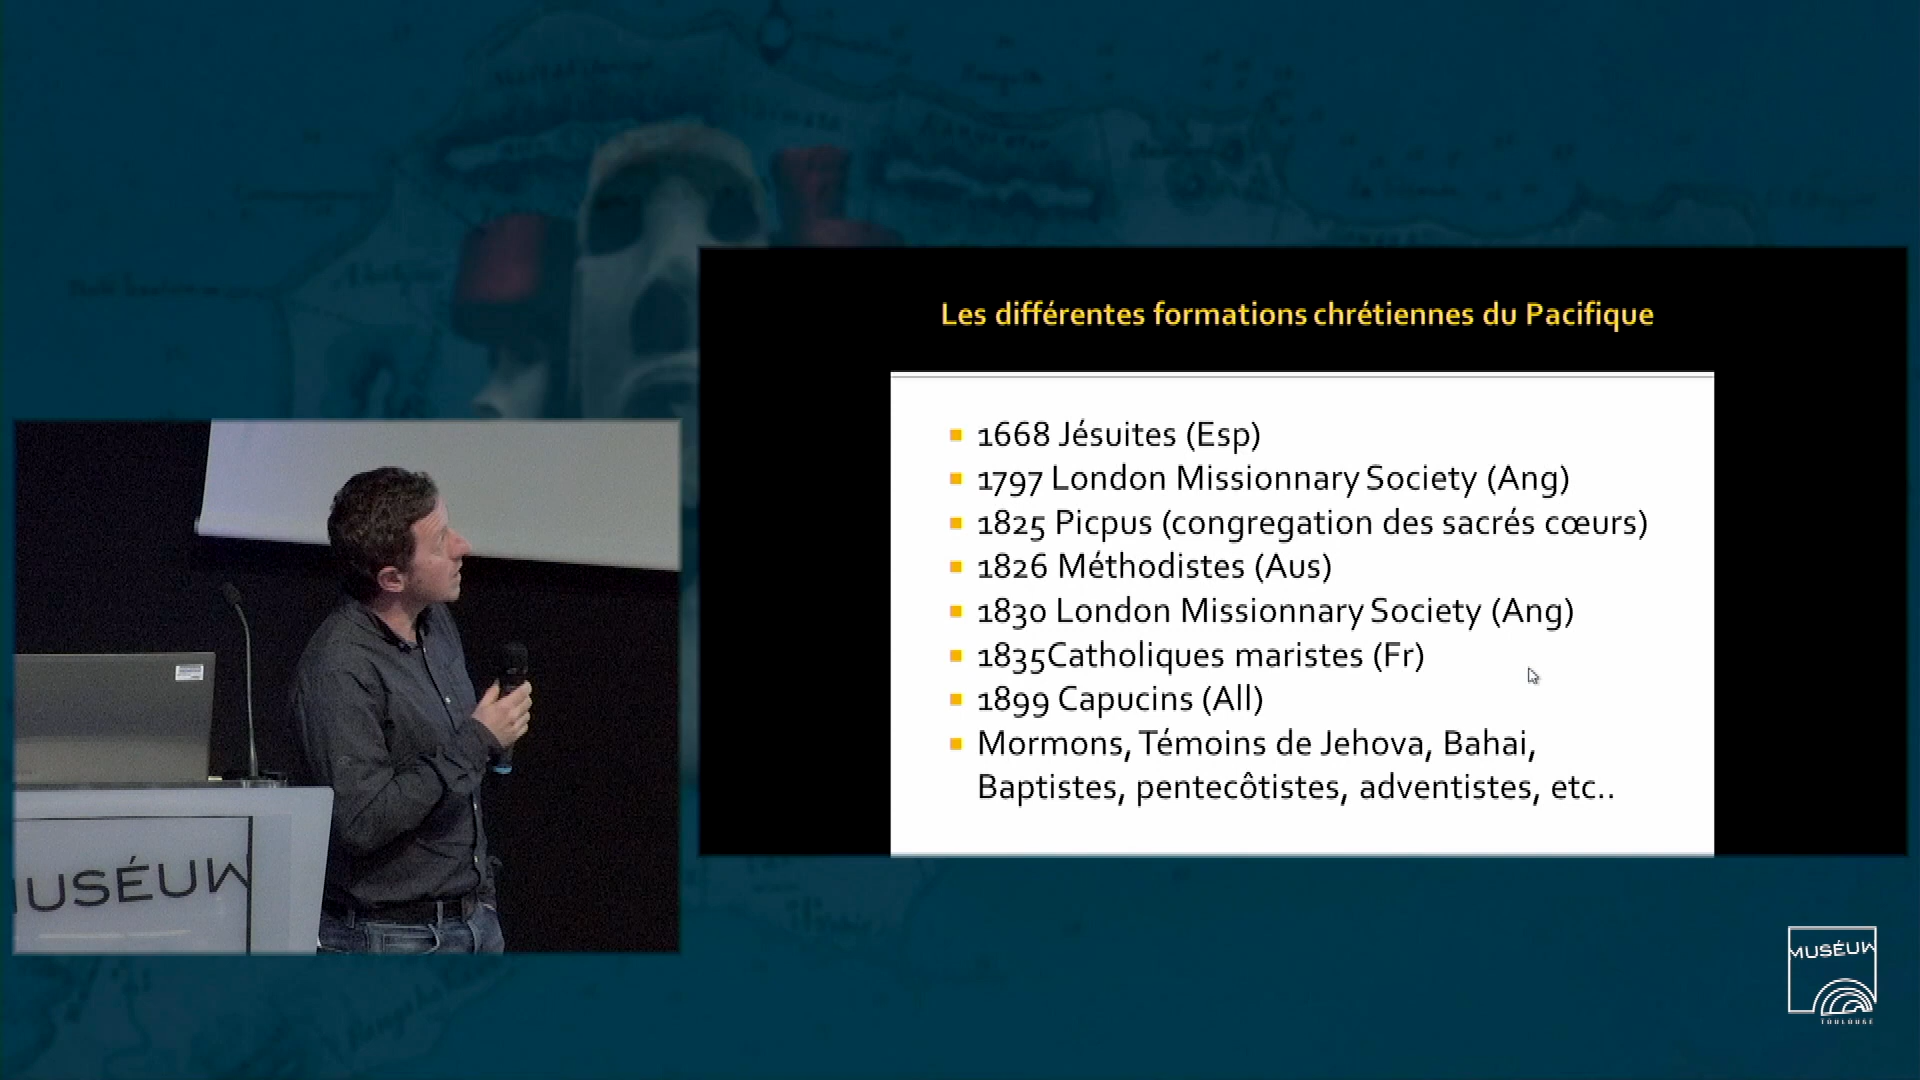 Les différentes formations chrétiennes du Pacifique
1668 Jésuites (Esp)
1797 London Missionnary Society (Ang)
1825 Picpus (congregation des sacrés cœurs)
1826 Méthodistes (Aus)
1830 London Missionnary Society (Ang)
1835Catholiques maristes (Fr)
1899 Capucins (All)
Mormons, Témoins de Jehova, Bahai,
Baptistes, pentecôtistes, adventistes, etc..
MUSÉUM
MUSÉUM
TOULOUSE